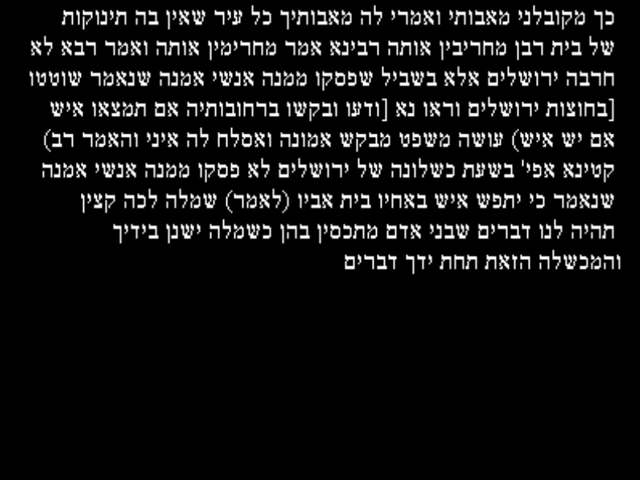 כך מקובלני מאבותי ואמרי לה מאבותיך כל עיר שאין בה תינוקות
של בית רבן מחריבין אותה רבינא אמר מחרימין אותה ואמר רבא לא
חרבה ירושלים אלא בשביל שפסקו ממנה אנשי אמנה שנאמר שוטטו
[בחוצות ירושלים וראו נא [ודעו ובקשו ברחובותיה אם תמצאו איש
אם יש איש) עושה משפט מבקש אמונה ואסלח לה איני והאמר רב)
קטינא אפי' בשעת כשלונה של ירושלים לא פסקו ממנה אנשי אמנה
שנאמר כי יתפש איש באחיו בית אביו (לאמר) שמלה לכה קצין
תהיה לנו דברים שבני אדם מתכסין בהן כשמלה ישנן בידיך
והמכשלה הזאת תחת ידך דברים